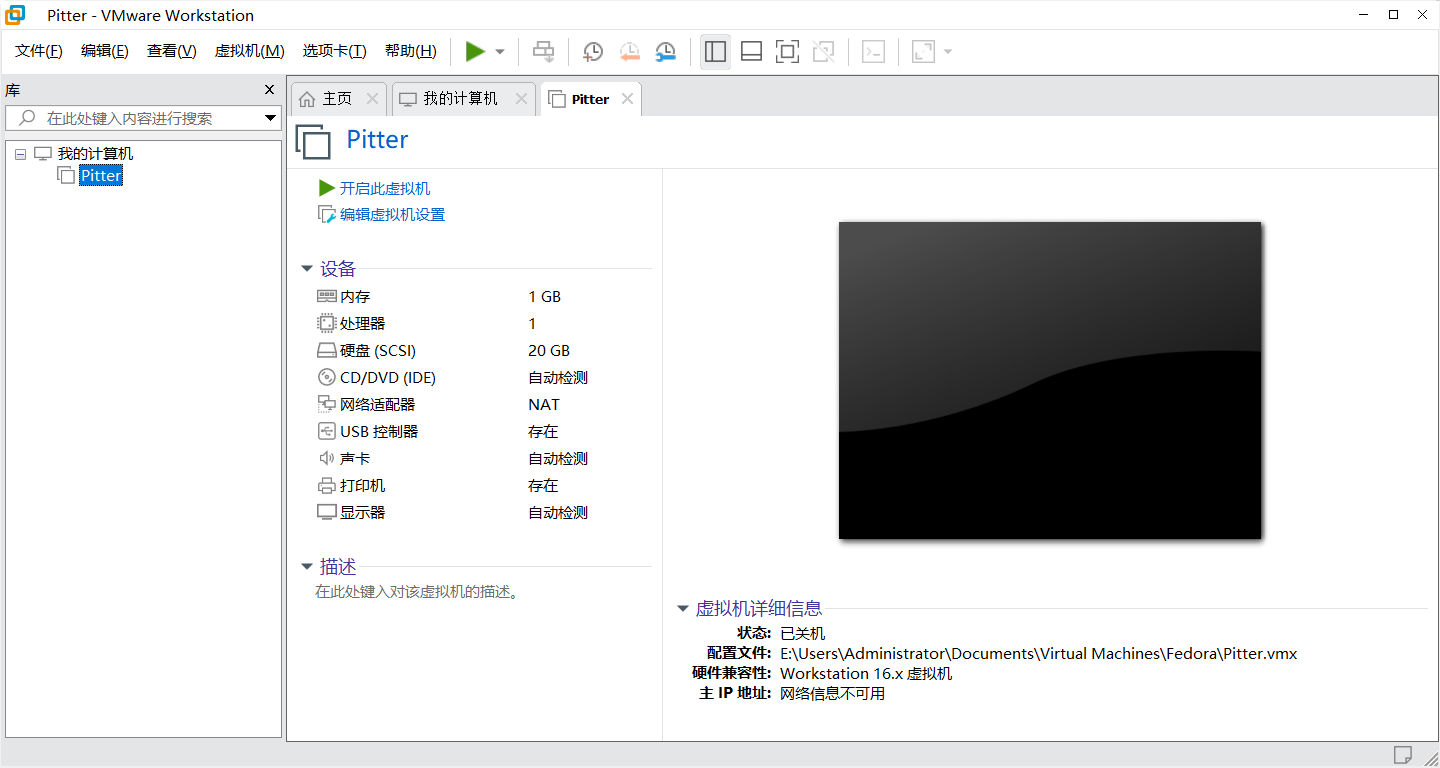 Pitter - VMware Workstation
文件(F) 编辑(E) 查看(V) 虚拟机(M) 选项卡(T) 帮助(H)
库
在此处键入内容进行搜索
我的计算机
Pitter
主页 我的计算机 Pitter
Pitter
开启此虚拟机
编辑虚拟机设置
设备
内存 1 GB
处理器 1
硬盘 (SCSI) 20 GB
CD/DVD (IDE) 自动检测
网络适配器 NAT
USB 控制器 存在
声卡 自动检测
打印机 存在
显示器 自动检测
描述
在此处键入对该虚拟机的描述。
虚拟机详细信息
状态: 已关机
配置文件: E:\Users\Administrator\Documents\Virtual Machines\Fedora\Pitter.vmx
硬件兼容性: Workstation 16.x 虚拟机
主 IP 地址: 网络信息不可用